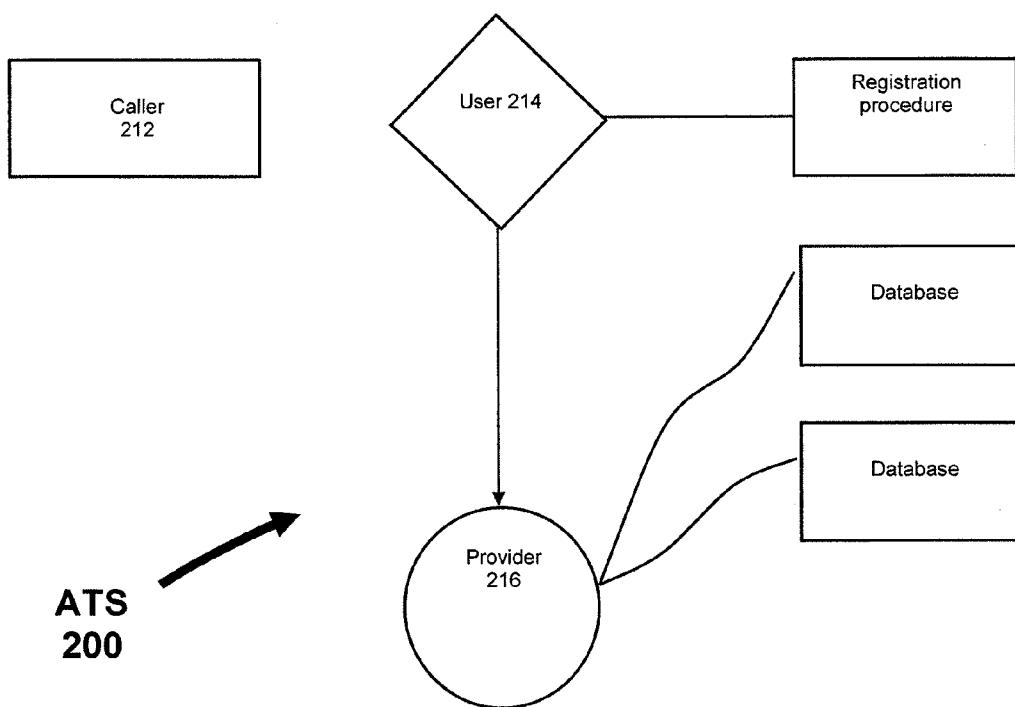 Caller
212
User 214
Registration
procedure
Database
Database
Provider
216
ATS
200